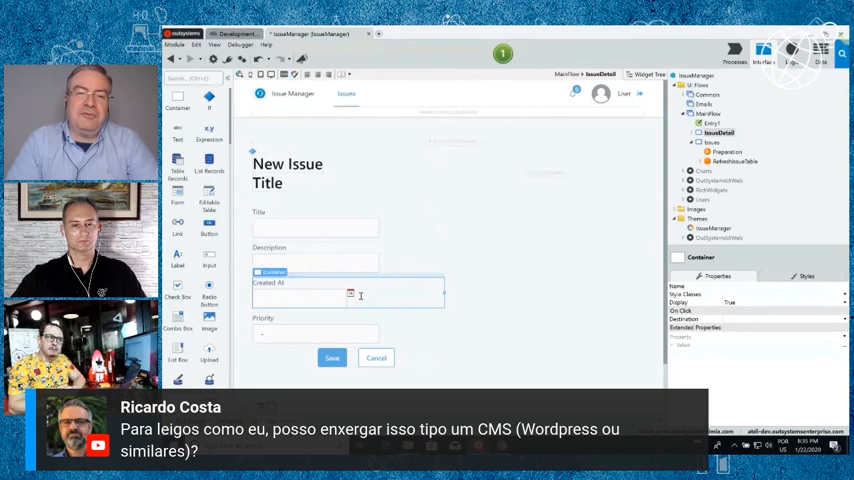 outsystems
Development...
* IssueManager (IssueManager)
Module Edit View Debugger Help
1
Processes
Interface
Data
Search...
MainFlow ▸ IssueDetail
Widget Tree
Container
If
Text
Expression
Table Records
List Records
Form
Editable Table
Link
Button
Label
Input
Check Box
Radio Button
Combo Box
Image
List Box
Upload
Issue Manager
Issues
User
New Issue
Title
Title
Description
Container
Created At
Priority
-
Save
Cancel
IssueManager
UI Flows
Common
Emails
MainFlow
Entry1
IssueDetail
Issues
Preparation
RefreshIssueTable
Charts
OutSystemsUIWeb
RichWidgets
Users
Images
Themes
IssueManager
OutSystemsUIWeb
Container
Properties
Styles
Name
Style Classes
Display
True
On Click
Destination
Extended Properties
Property
Value
Ricardo Costa
Para leigos como eu, posso enxergar isso tipo um CMS (Wordpress ou
similares)?
POR
US
8:35 PM
1/22/2020
2